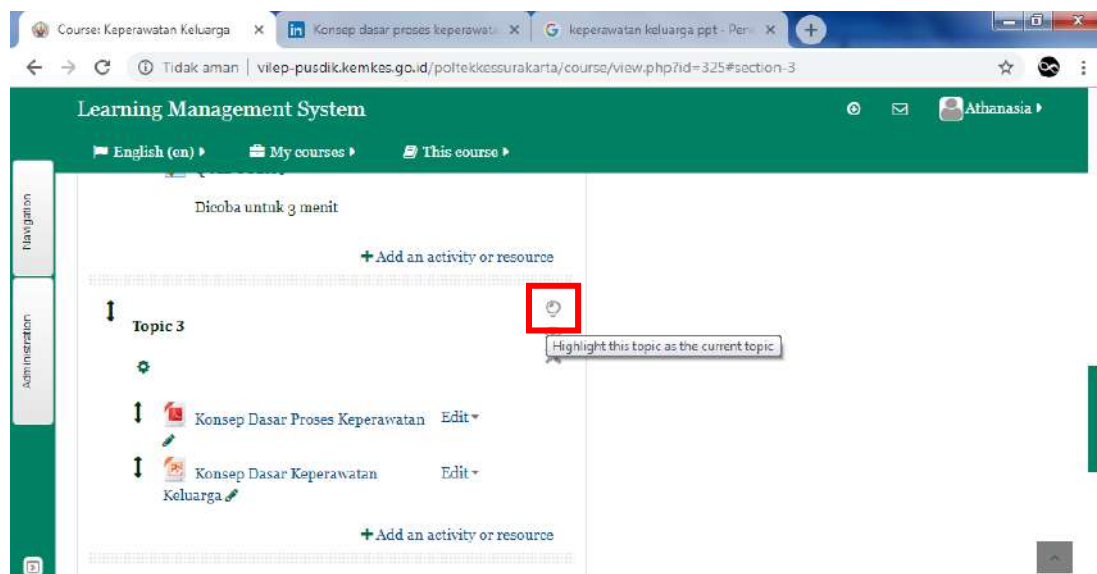 Course: Keperawatan Keluarga
Konsep dasar proses keperawat
keperawatan keluarga ppt - Pen
Tidak aman | vilep-pusdik.kemkes.go.id/poltekkessurakarta/course/view.php?id=325#section-3
Learning Management System
Athanasia
English (en)
My courses
This course
Navigation
Dicoba untuk 3 menit
Add an activity or resource
Administration
Topic 3
Highlight this topic as the current topic
Konsep Dasar Proses Keperawatan Edit
Konsep Dasar Keperawatan Edit
Keluarga
Add an activity or resource